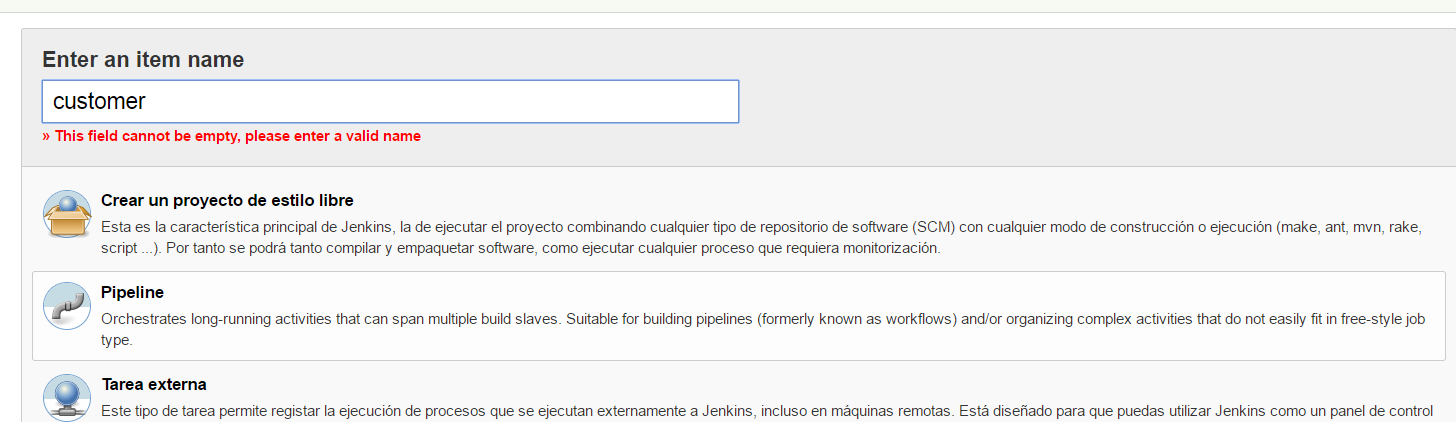 Enter an item name
customer
» This field cannot be empty, please enter a valid name
Crear un proyecto de estilo libre
Esta es la característica principal de Jenkins, la de ejecutar el proyecto combinando cualquier tipo de repositorio de software (SCM) con cualquier modo de construcción o ejecución (make, ant, mvn, rake,
script ...). Por tanto se podrá tanto compilar y empaquetar software, como ejecutar cualquier proceso que requiera monitorización.
Pipeline
Orchestrates long-running activities that can span multiple build slaves. Suitable for building pipelines (formerly known as workflows) and/or organizing complex activities that do not easily fit in free-style job
type.
Tarea externa
Este tipo de tarea permite registar la ejecución de procesos que se ejecutan externamente a Jenkins, incluso en máquinas remotas. Está diseñado para que puedas utilizar Jenkins como un panel de control